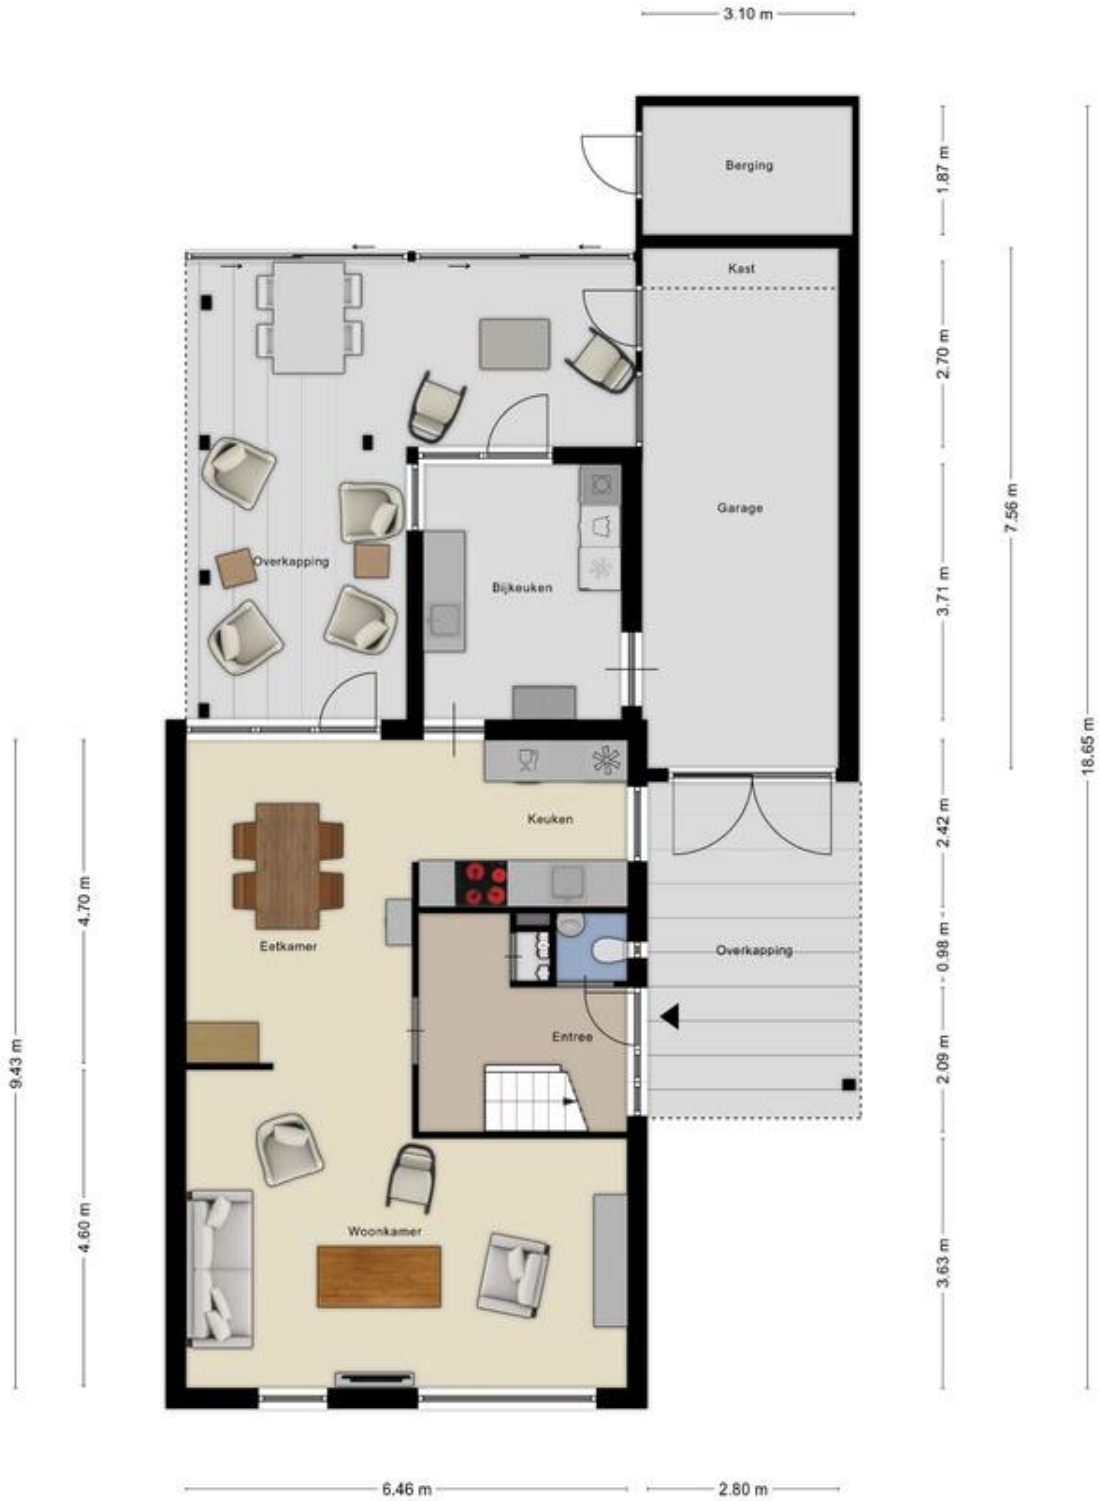 3.10 m
Berging
1.87 m
Kast
2.70 m
Garage
7.56 m
Overkapping
Bijkeuken
3.71 m
18.65 m
Keuken
2.42 m
4.70 m
Eetkamer
Overkapping
0.98 m
Entree
2.09 m
9.43 m
Woonkamer
4.60 m
3.63 m
6.46 m
2.80 m